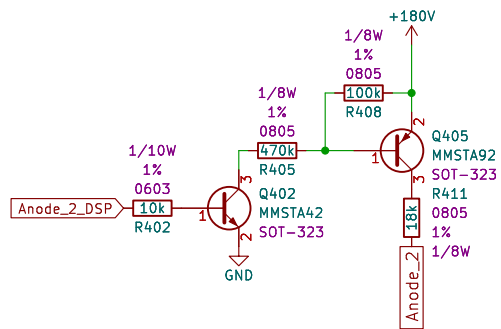 +180V
1/8W
1%
0805
100k
R408
1/8W
1%
0805
470k
R405
2
Q405
MMSTA92
SOT-323
1
3
1/10W
1%
0603
Anode_2_DSP
10k
R402
3
Q402
MMSTA42
SOT-323
1
2
GND
R411
0805
1%
1/8W
18k
Anode_2